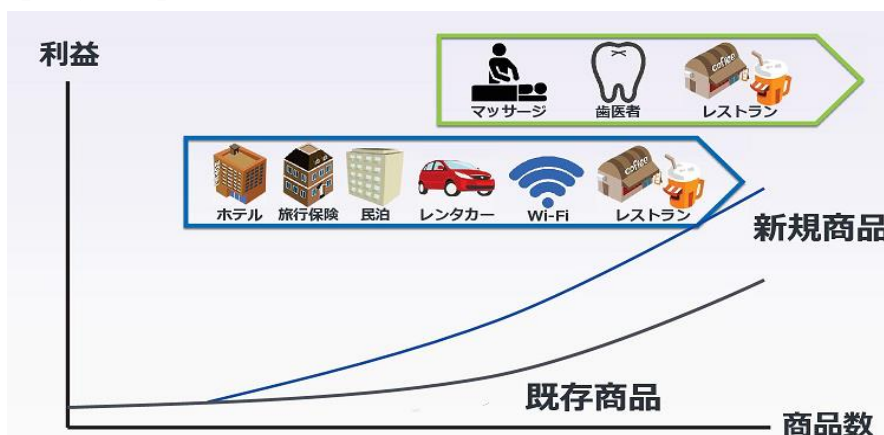 利益
マッサージ 歯医者 coffee レストラン
ホテル 旅行保険 民泊 レンタカー Wi-Fi coffee レストラン
新規商品
既存商品
商品数